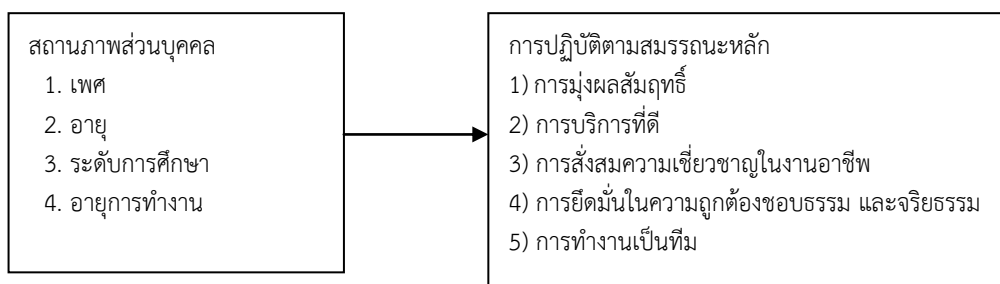 สถานภาพส่วนบุคคล
1. เพศ
2. อายุ
3. ระดับการศึกษา
4. อายุการทำงาน
การปฏิบัติตามสมรรถนะหลัก
1) การมุ่งผลสัมฤทธิ์
2) การบริการที่ดี
3) การสั่งสมความเชี่ยวชาญในงานอาชีพ
4) การยึดมั่นในความถูกต้องชอบธรรม และจริยธรรม
5) การทำงานเป็นทีม